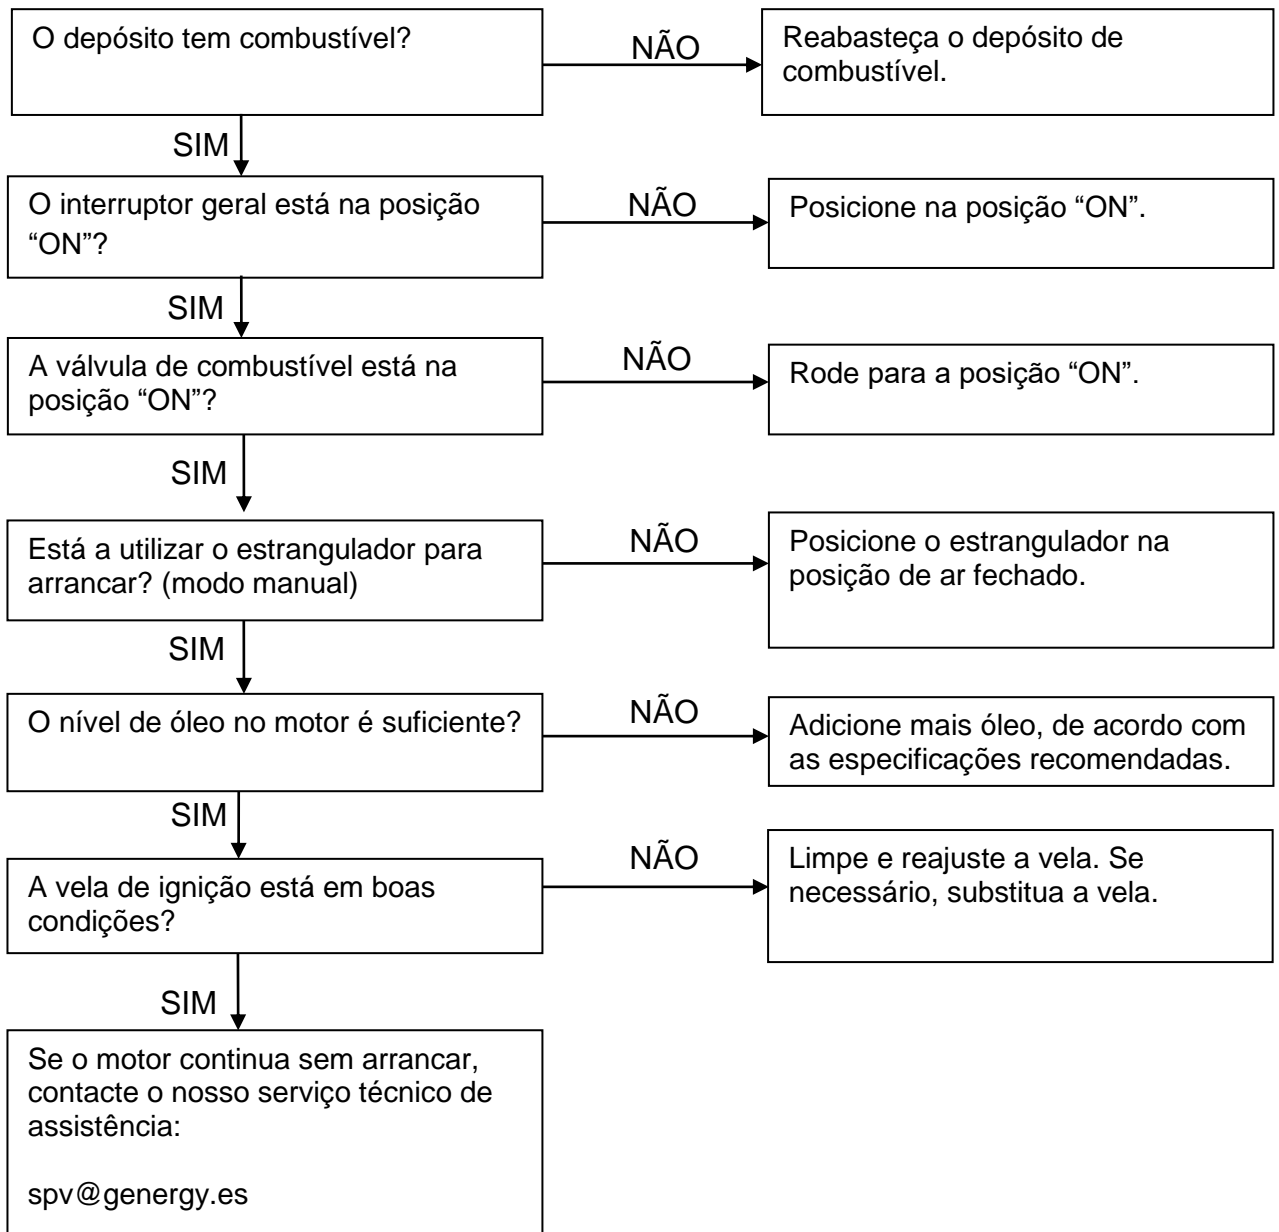 O depósito tem combustível?
NÃO
Reabasteça o depósito de
combustível.
SIM
O interruptor geral está na posição
“ON”?
NÃO
Posicione na posição “ON”.
SIM
A válvula de combustível está na
posição “ON”?
NÃO
Rode para a posição “ON”.
SIM
Está a utilizar o estrangulador para
arrancar? (modo manual)
NÃO
Posicione o estrangulador na
posição de ar fechado.
SIM
O nível de óleo no motor é suficiente?
NÃO
Adicione mais óleo, de acordo com
as especificações recomendadas.
SIM
A vela de ignição está em boas
condições?
NÃO
Limpe e reajuste a vela. Se
necessário, substitua a vela.
SIM
Se o motor continua sem arrancar,
contacte o nosso serviço técnico de
assistência:
spv@genergy.es